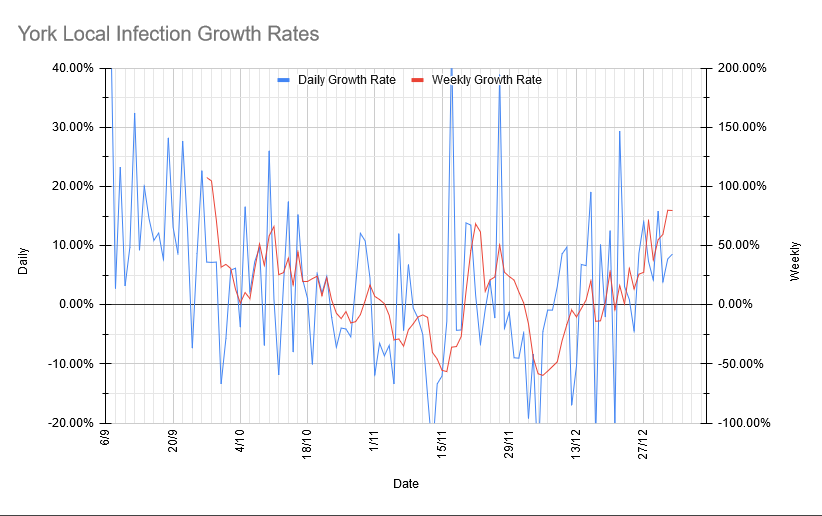 York Local Infection Growth Rates
40.00% 200.00%
Daily Growth Rate Weekly Growth Rate
30.00% 150.00%
20.00% 100.00%
Daily
10.00% 50.00%
Weekly
0.00% 0.00%
-10.00% -50.00%
-20.00% -100.00%
6/9 20/9 4/10 18/10 1/11 15/11 29/11 13/12 27/12
Date